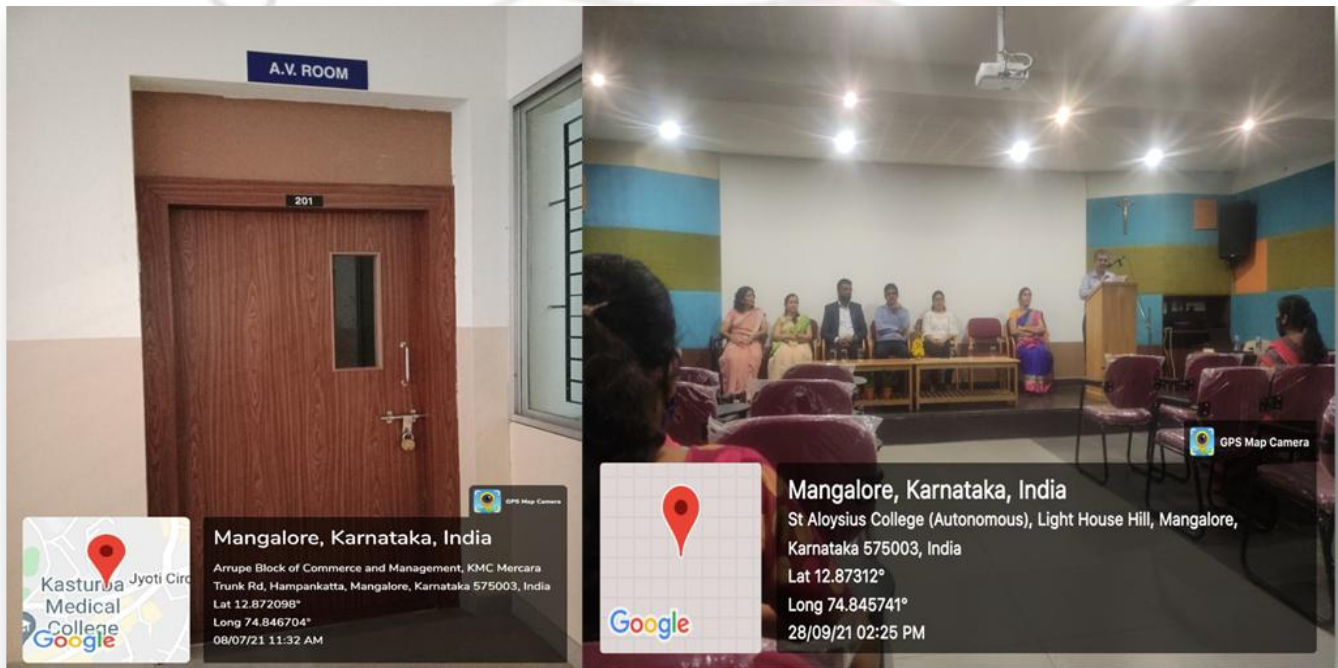 A.V. ROOM
201
GPS Map Camera
Kasturba
Medical
College
Jyoti Circ
Google
Mangalore, Karnataka, India
Arrupe Block of Commerce and Management, KMC Mercara
Trunk Rd, Hampankatta, Mangalore, Karnataka 575003, India
Lat 12.872098°
Long 74.846704°
08/07/21 11:32 AM
GPS Map Camera
Google
Mangalore, Karnataka, India
St Aloysius College (Autonomous), Light House Hill, Mangalore,
Karnataka 575003, India
Lat 12.87312°
Long 74.845741°
28/09/21 02:25 PM